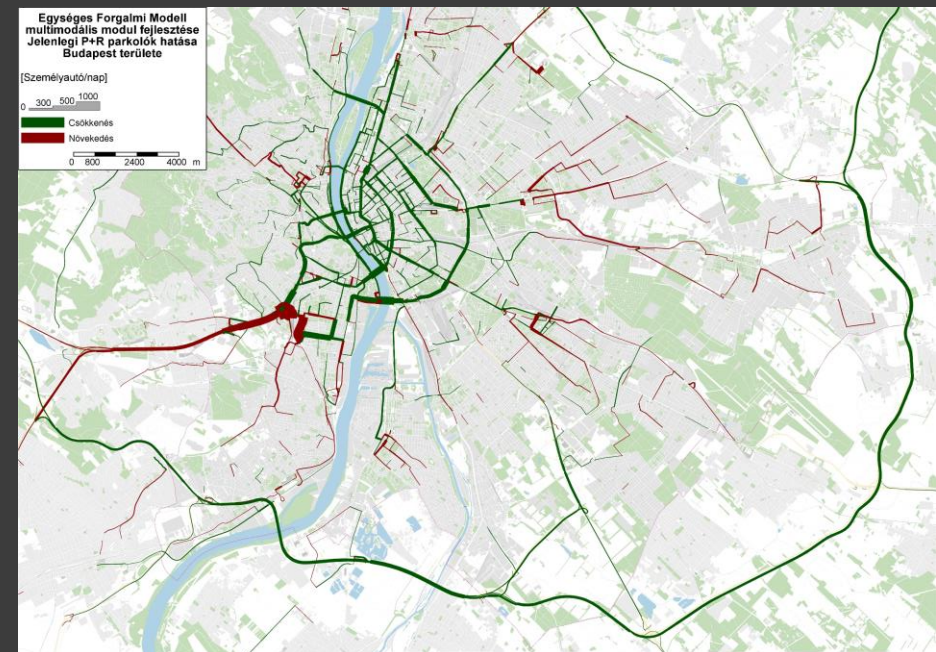 Egységes Forgalmi Modell
multimodális modul fejlesztése
Jelenlegi P+R parkolók hatása
Budapest területe
[Személyautó/nap]
0 300 500 1000
Csökkenés
Növekedés
0 800 2400 4000 m